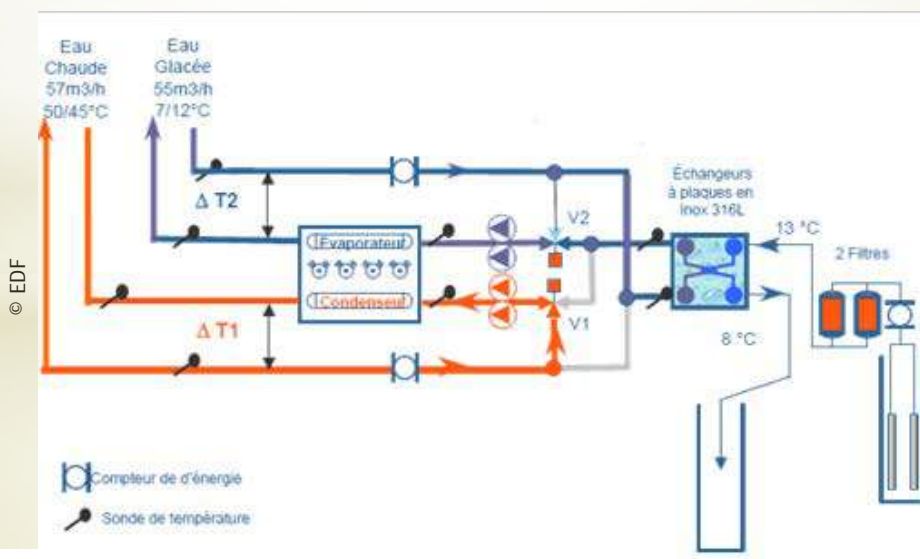 Eau
Chaude
57m3/h
50/45°C
Eau
Glacée
55m3/h
7/12°C
Δ T2
Evaporateur
Condenseur
Δ T1
V2
V1
Échangeurs
à plaques en
Inox 316L
13 °C
2 Filtres
8 °C
© EDF
Compteur de d'énergie
Sonde de température